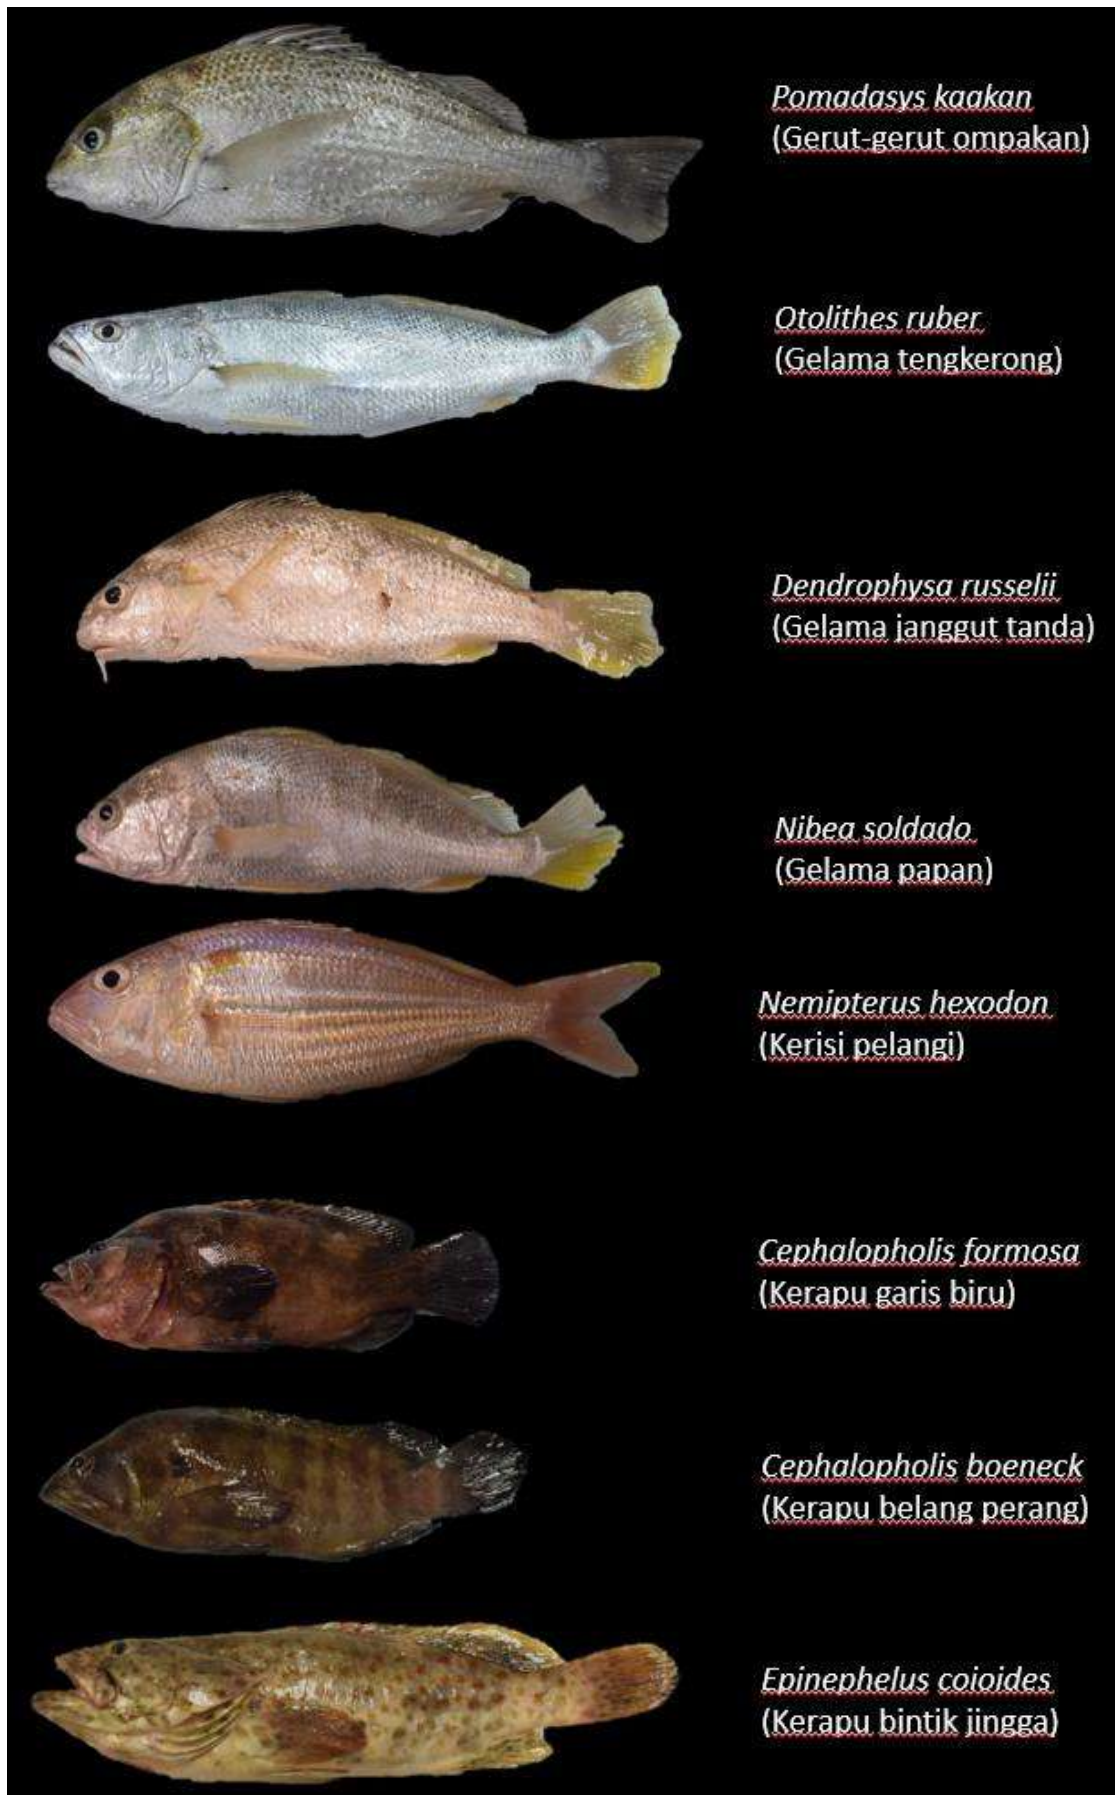 Pomadasys kaakan
(Gerut-gerut ompakan)
Otolithes ruber
(Gelama tengkerong)
Dendrophysa russelii
(Gelama janggut tanda)
Nibea soldado
(Gelama papan)
Nemipterus hexodon
(Kerisi pelangi)
Cephalopholis formosa
(Kerapu garis biru)
Cephalopholis boeneck
(Kerapu belang perang)
Epinephelus coioides
(Kerapu bintik jingga)